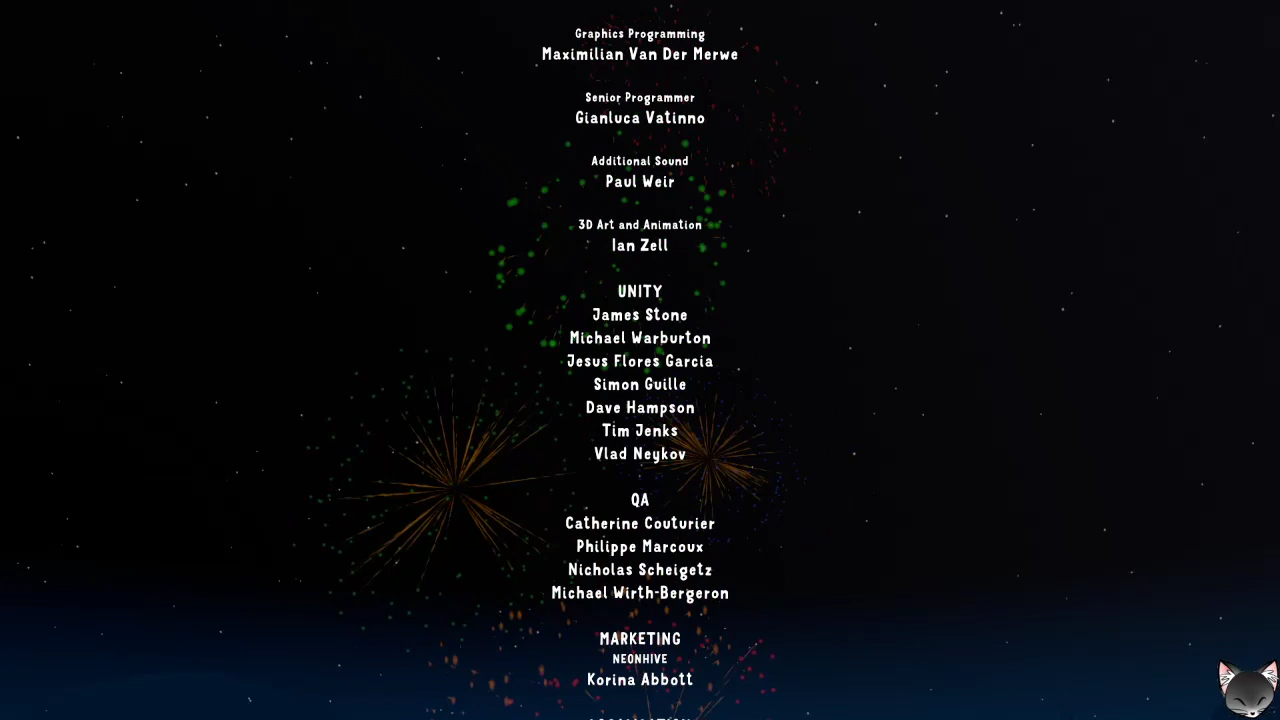 Graphics Programming
Maximilian Van Der Merwe
Senior Programmer
Gianluca Vatinno
Additional Sound
Paul Weir
3D Art and Animation
Ian Zell
UNITY
James Stone
Michael Warburton
Jesus Flores Garcia
Simon Guille
Dave Hampson
Tim Jenks
Vlad Neykov
QA
Catherine Couturier
Philippe Marcoux
Nicholas Scheigetz
Michael Wirth-Bergeron
MARKETING
NEONHIVE
Korina Abbott